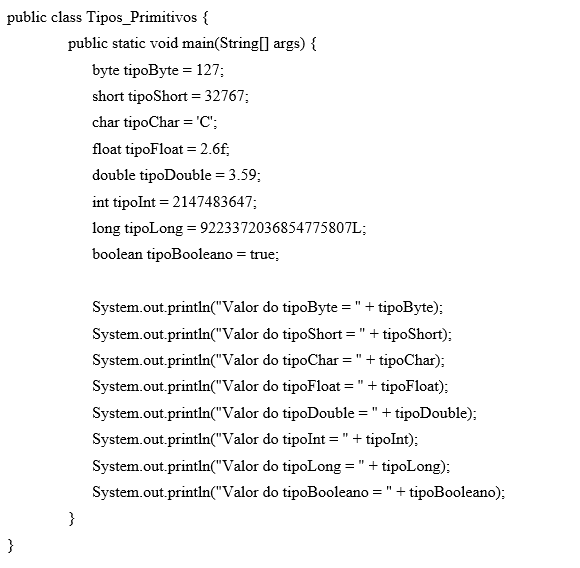 public class Tipos_Primitivos {
public static void main(String[] args) {
byte tipoByte = 127;
short tipoShort = 32767;
char tipoChar = 'C';
float tipoFloat = 2.6f;
double tipoDouble = 3.59;
int tipoInt = 2147483647;
long tipoLong = 9223372036854775807L;
boolean tipoBooleano = true;
System.out.println("Valor do tipoByte = " + tipoByte);
System.out.println("Valor do tipoShort = " + tipoShort);
System.out.println("Valor do tipoChar = " + tipoChar);
System.out.println("Valor do tipoFloat = " + tipoFloat);
System.out.println("Valor do tipoDouble = " + tipoDouble);
System.out.println("Valor do tipoInt = " + tipoInt);
System.out.println("Valor do tipoLong = " + tipoLong);
System.out.println("Valor do tipoBooleano = " + tipoBooleano);
}
}